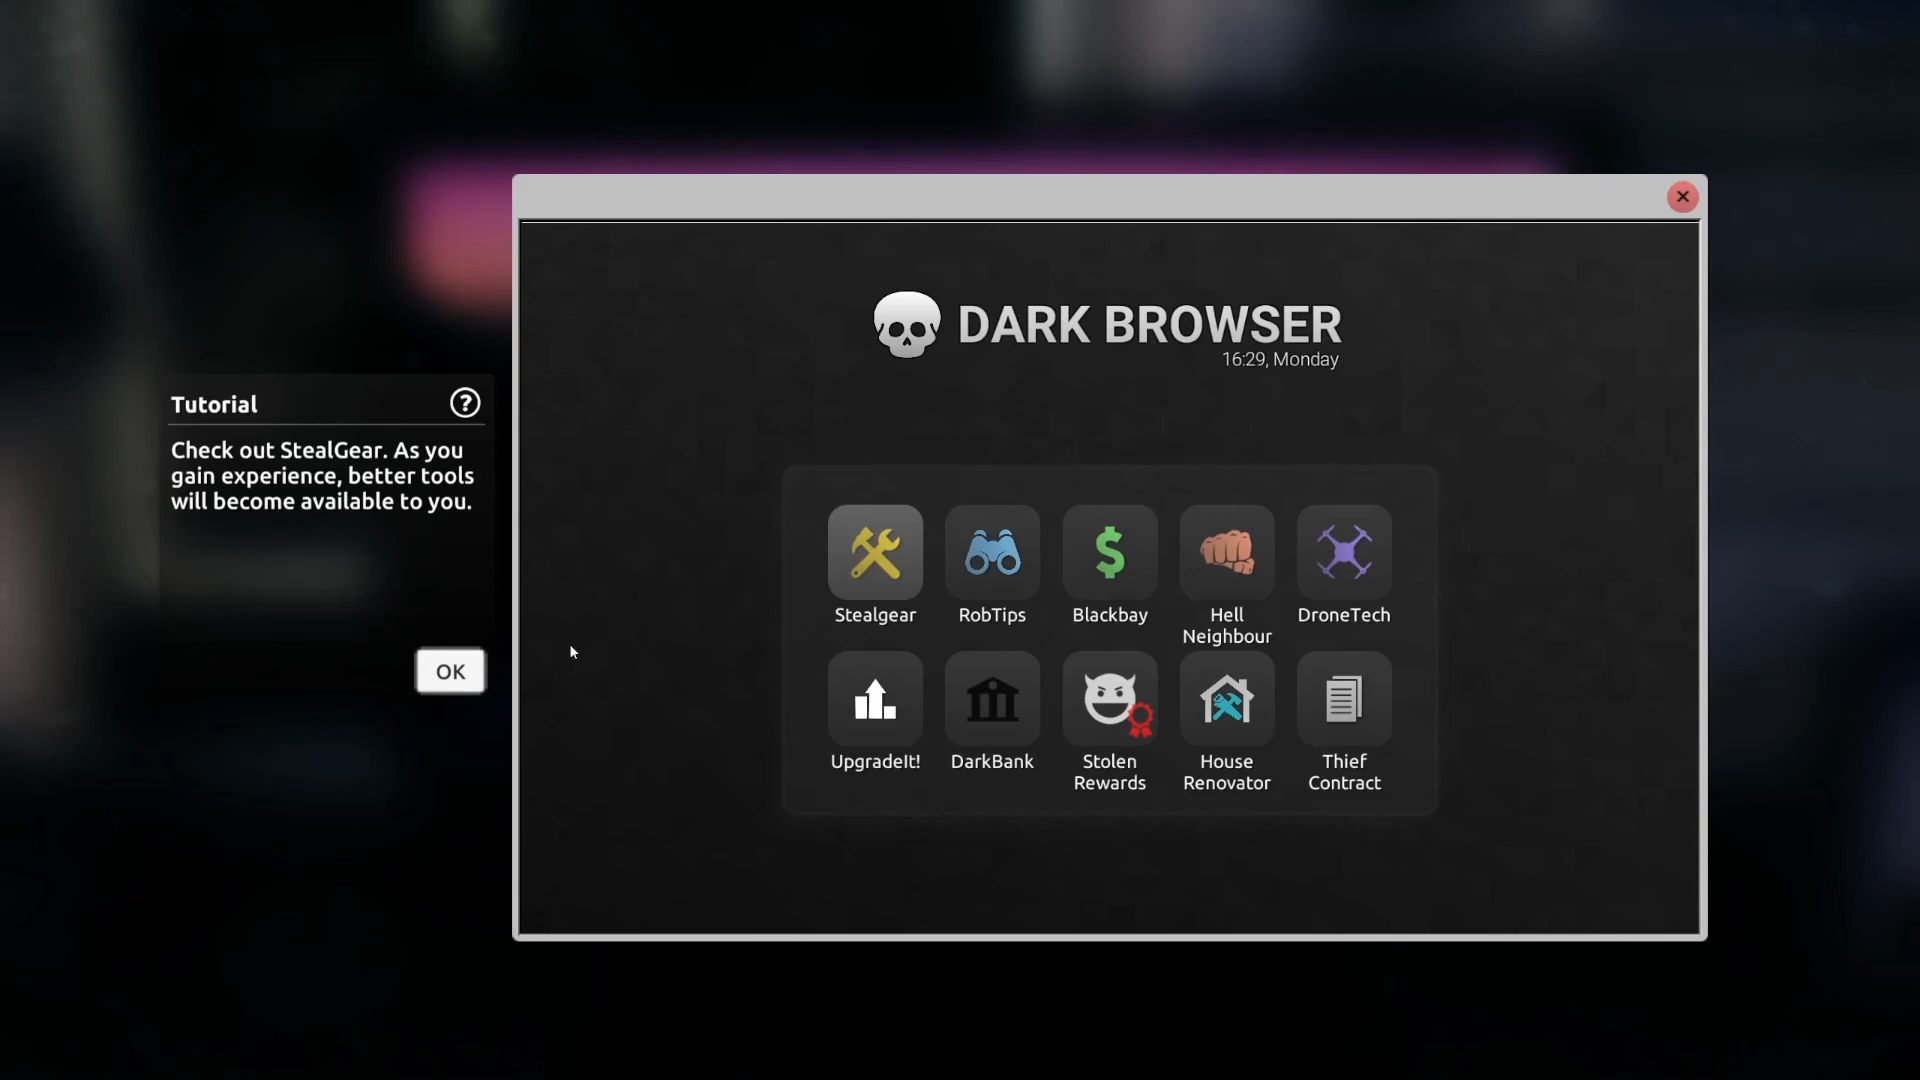 DARK BROWSER
16:29, Monday
Tutorial
?
Check out StealGear. As you
gain experience, better tools
will become available to you.
OK
Stealgear
RobTips
Blackbay
Hell
Neighbour
DroneTech
UpgradeIt!
DarkBank
Stolen
Rewards
House
Renovator
Thief
Contract